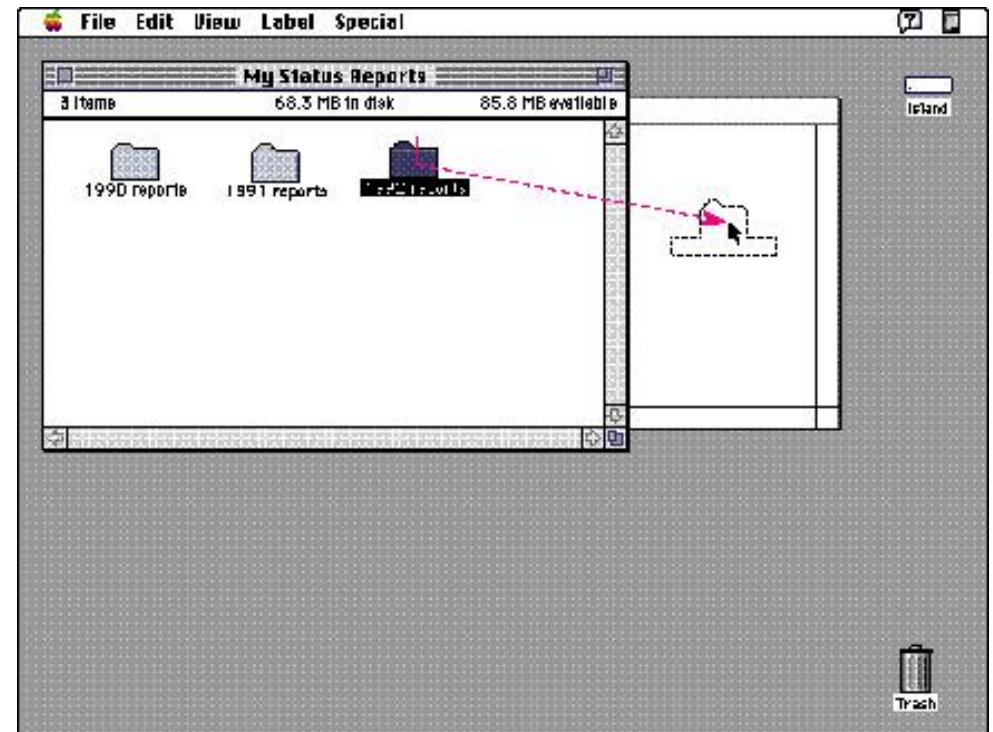 File Edit View Label Special
My Status Reports
3 items 68.3 MB in disk 85.8 MB available
Island
1990 reports 1991 reports reports
Trash